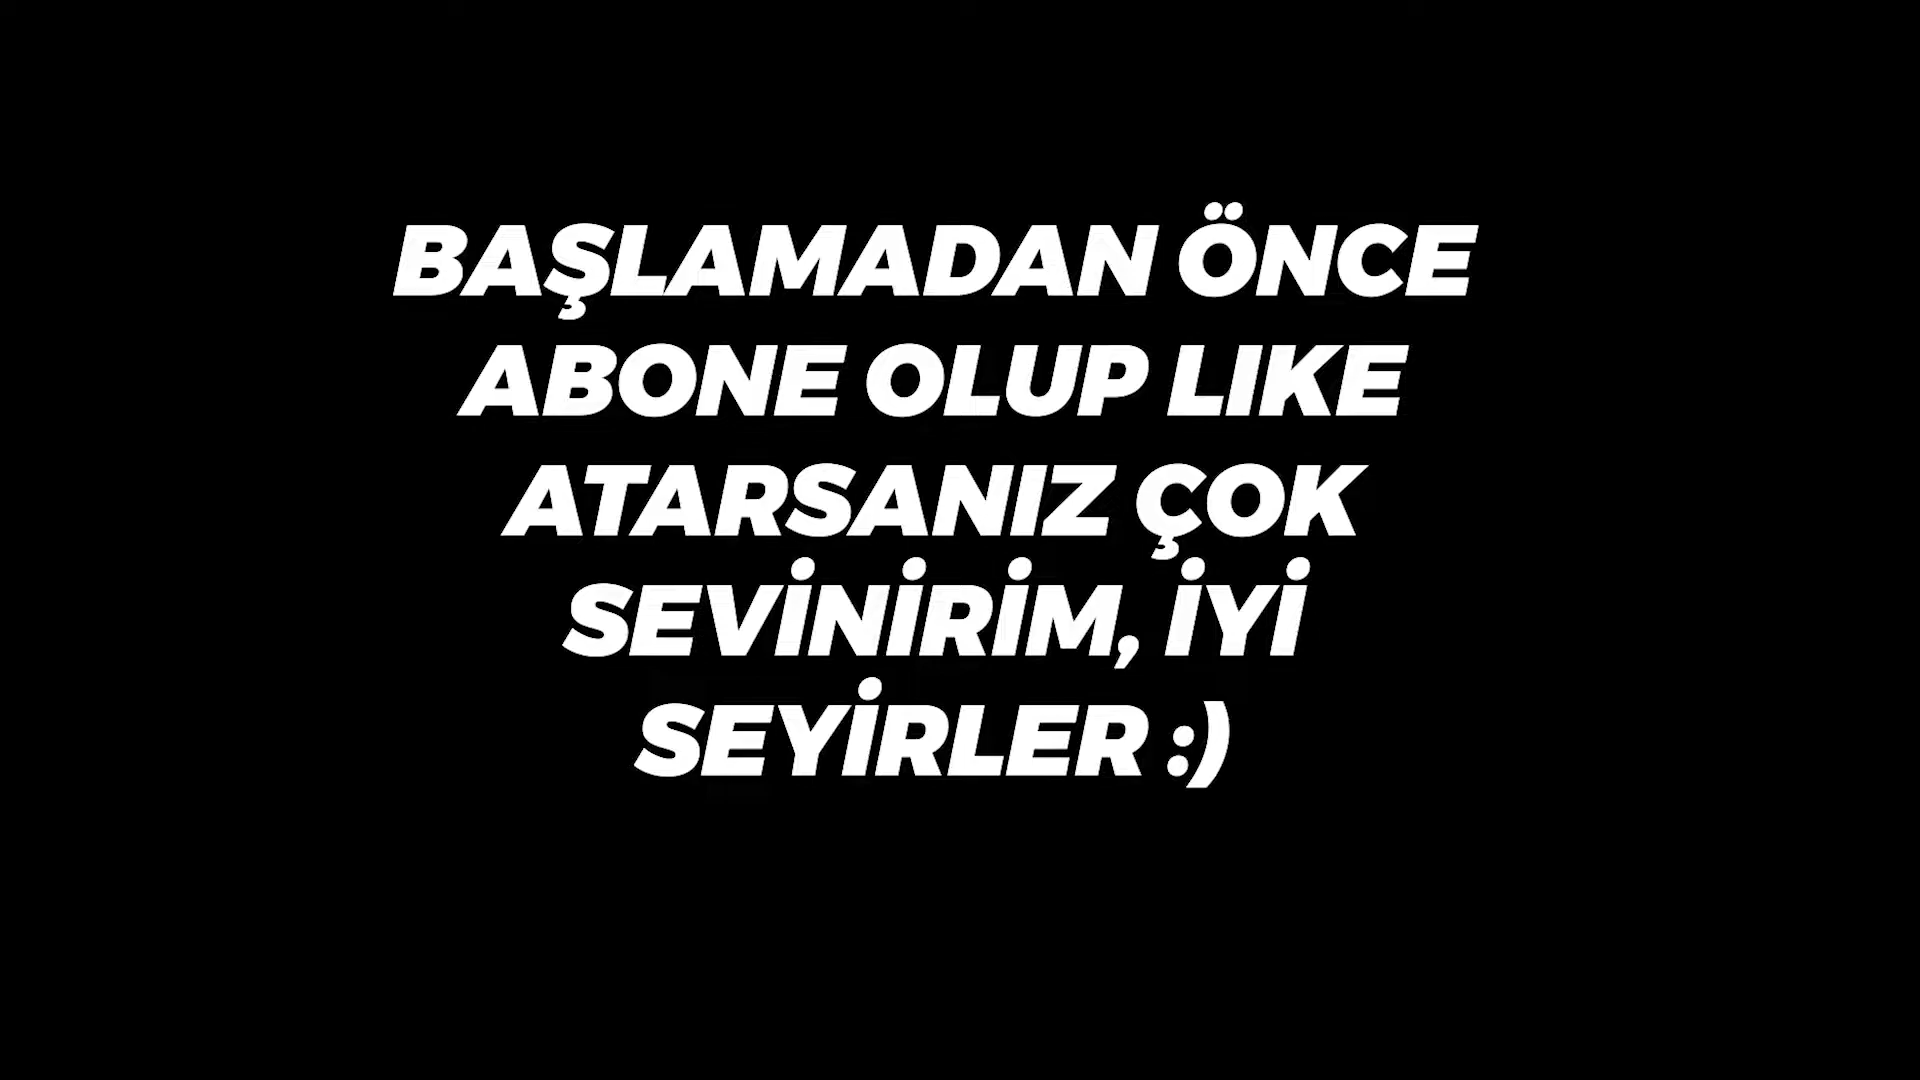 BAŞLAMADAN ÖNCE
ABONE OLUP LIKE
ATARSANIZ ÇOK
SEVİNİRİM, İYİ
SEYİRLER :)